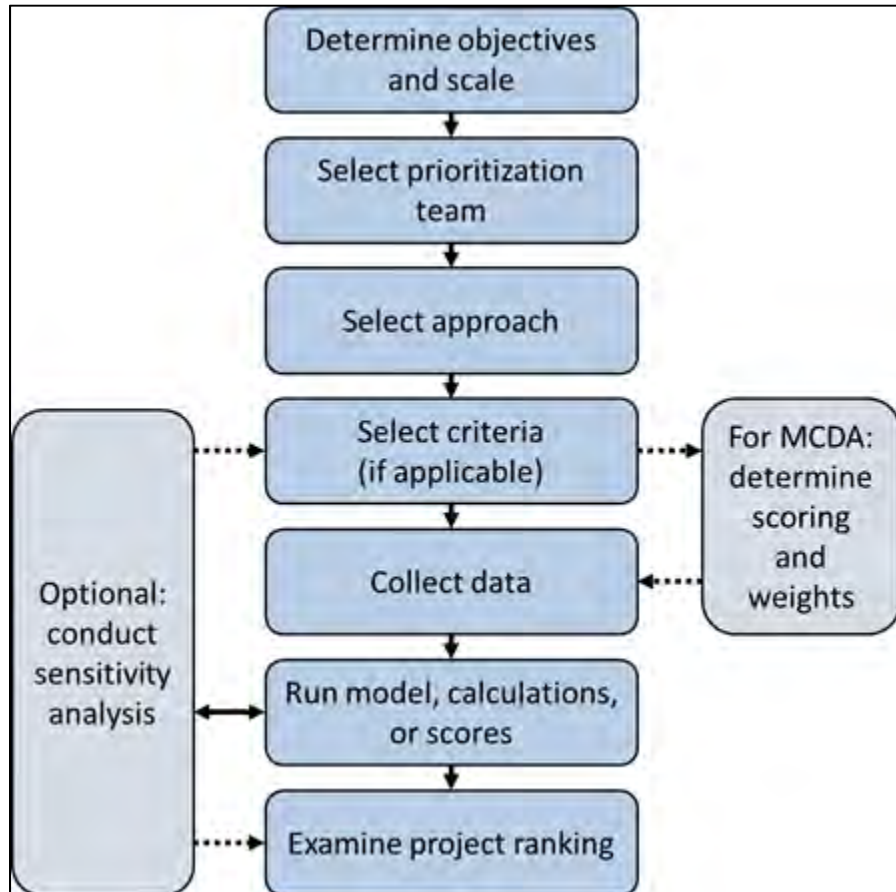 Determine objectives
and scale
Select prioritization
team
Select approach
Select criteria
(if applicable)
For MCDA:
determine
scoring
and
weights
Collect data
Optional:
conduct
sensitivity
analysis
Run model, calculations,
or scores
Examine project ranking